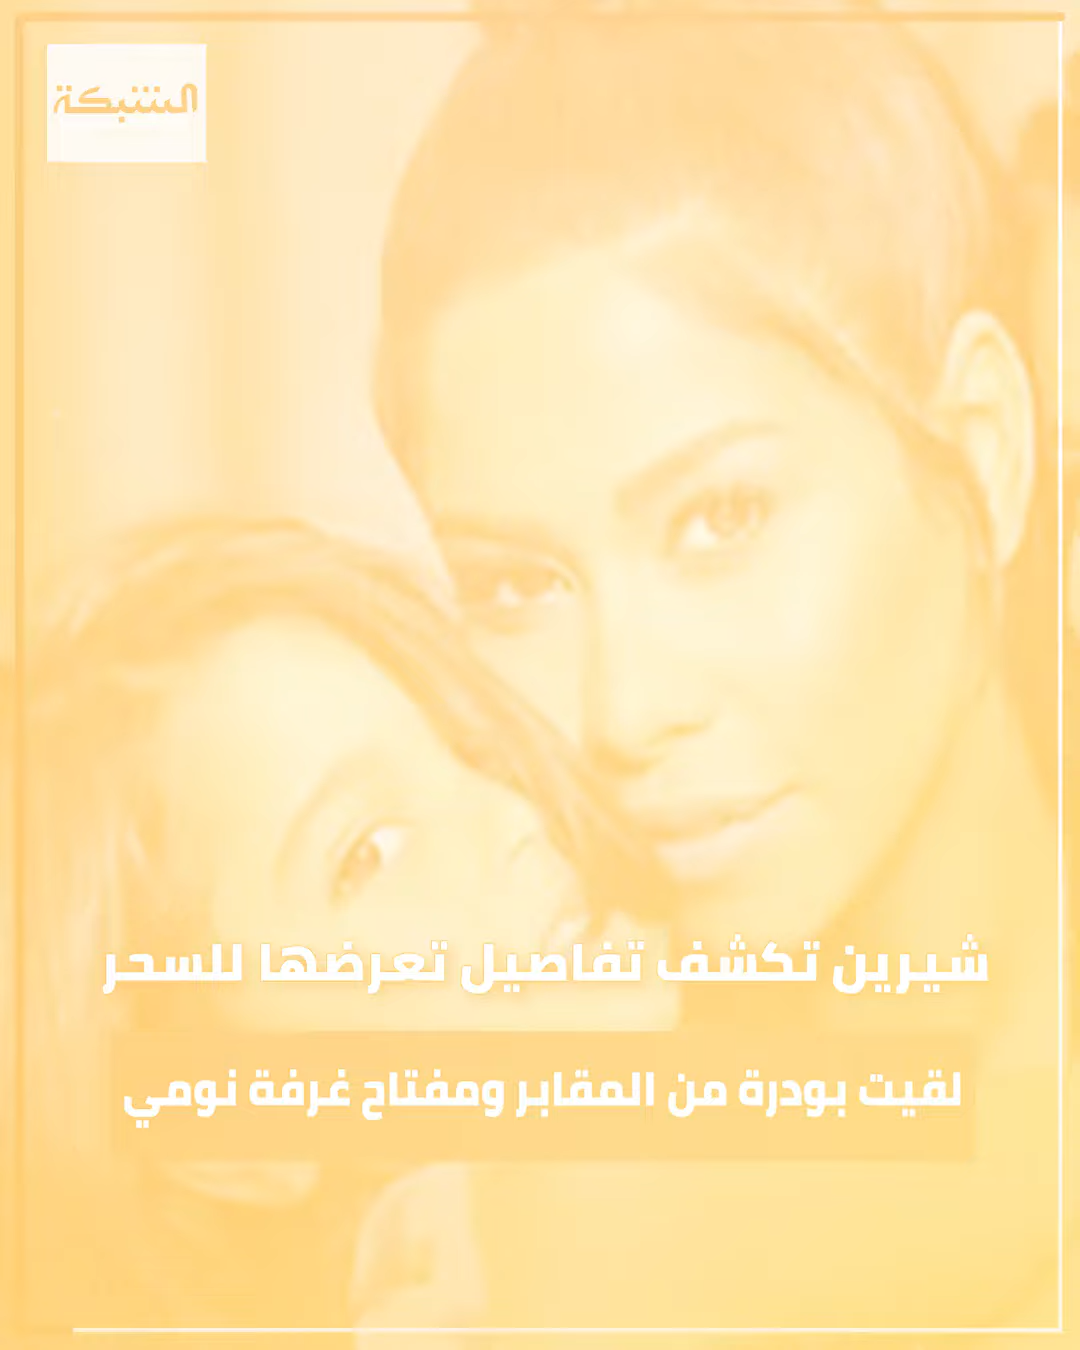 الشبكة
شيرين تكشف تفاصيل تعرضها للسحر
لقيت بودرة من المقابر ومفتاح غرفة نومي